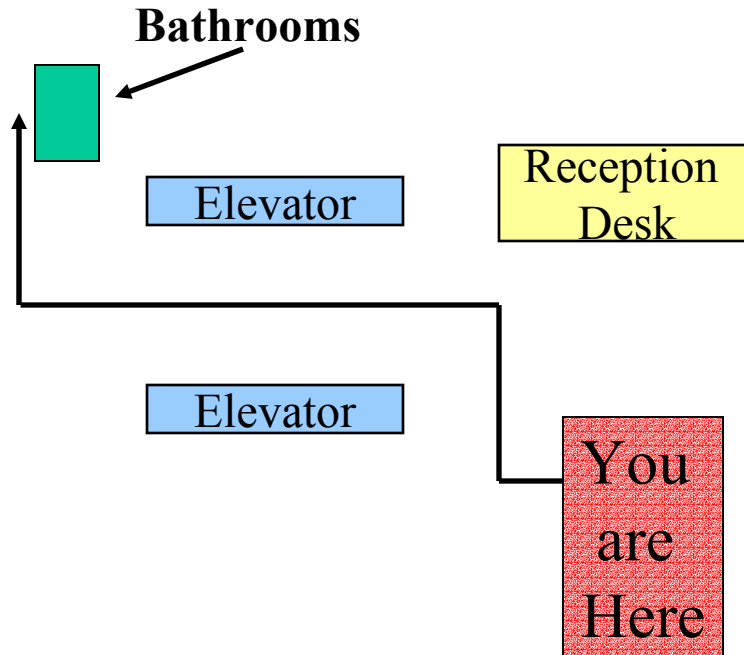 Bathrooms
Reception
Desk
Elevator
Elevator
You
are
Here